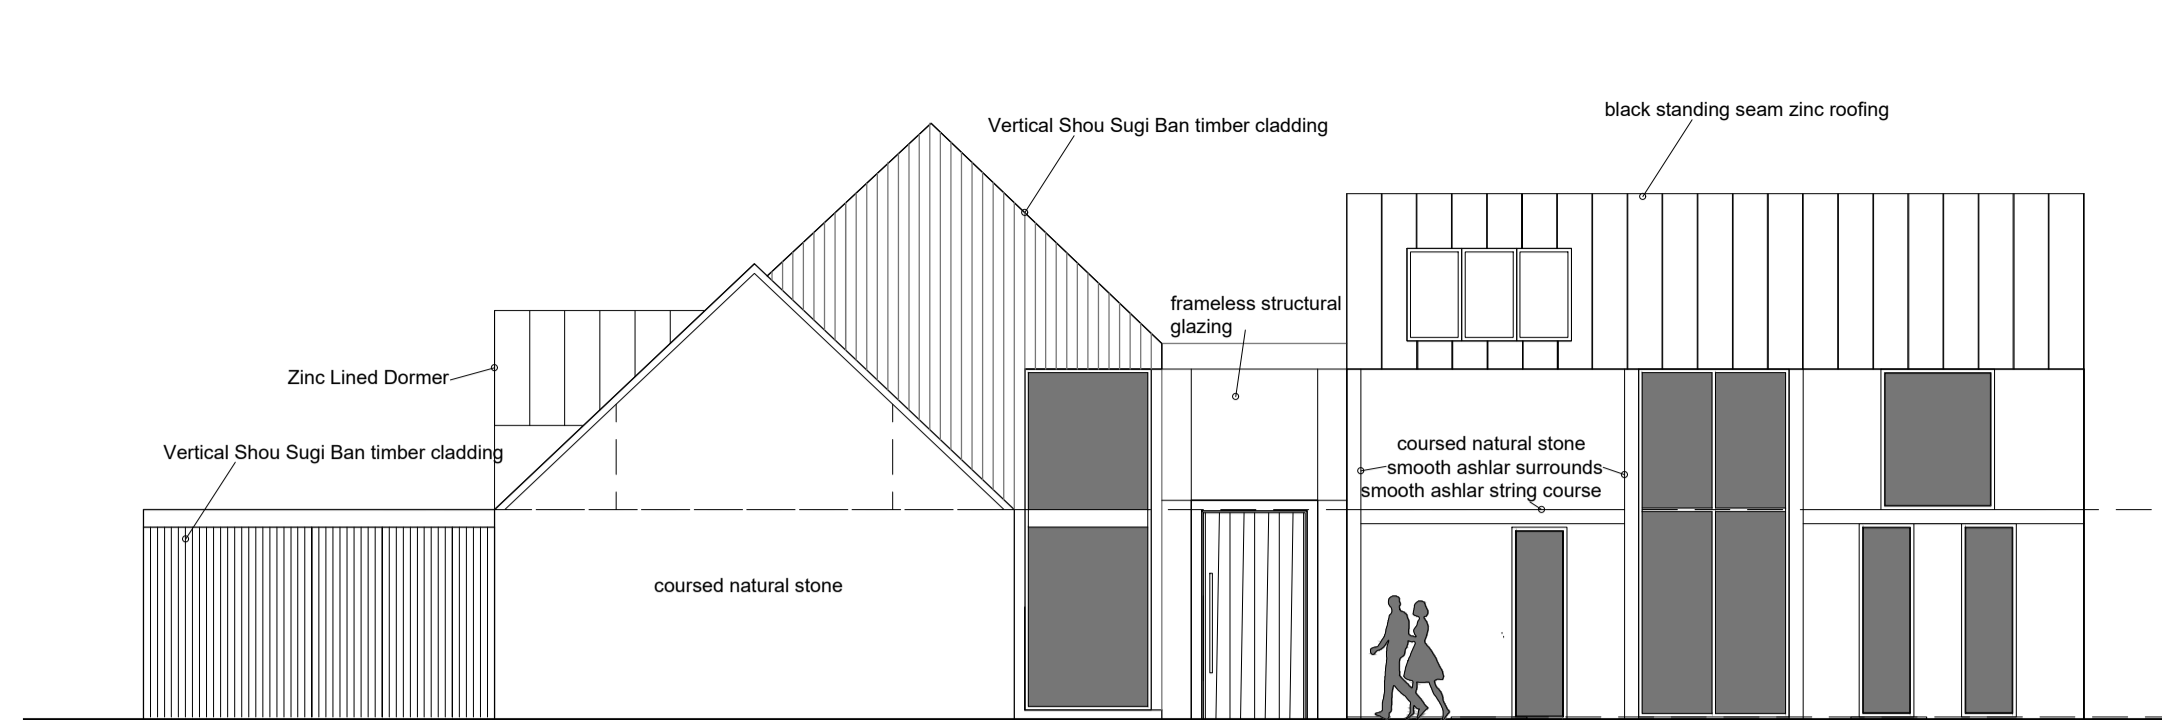 black standing seam zinc roofing
Vertical Shou Sugi Ban timber cladding
frameless structural
glazing
Zinc Lined Dormer
Vertical Shou Sugi Ban timber cladding
coursed natural stone
smooth ashlar surrounds
smooth ashlar string course
coursed natural stone